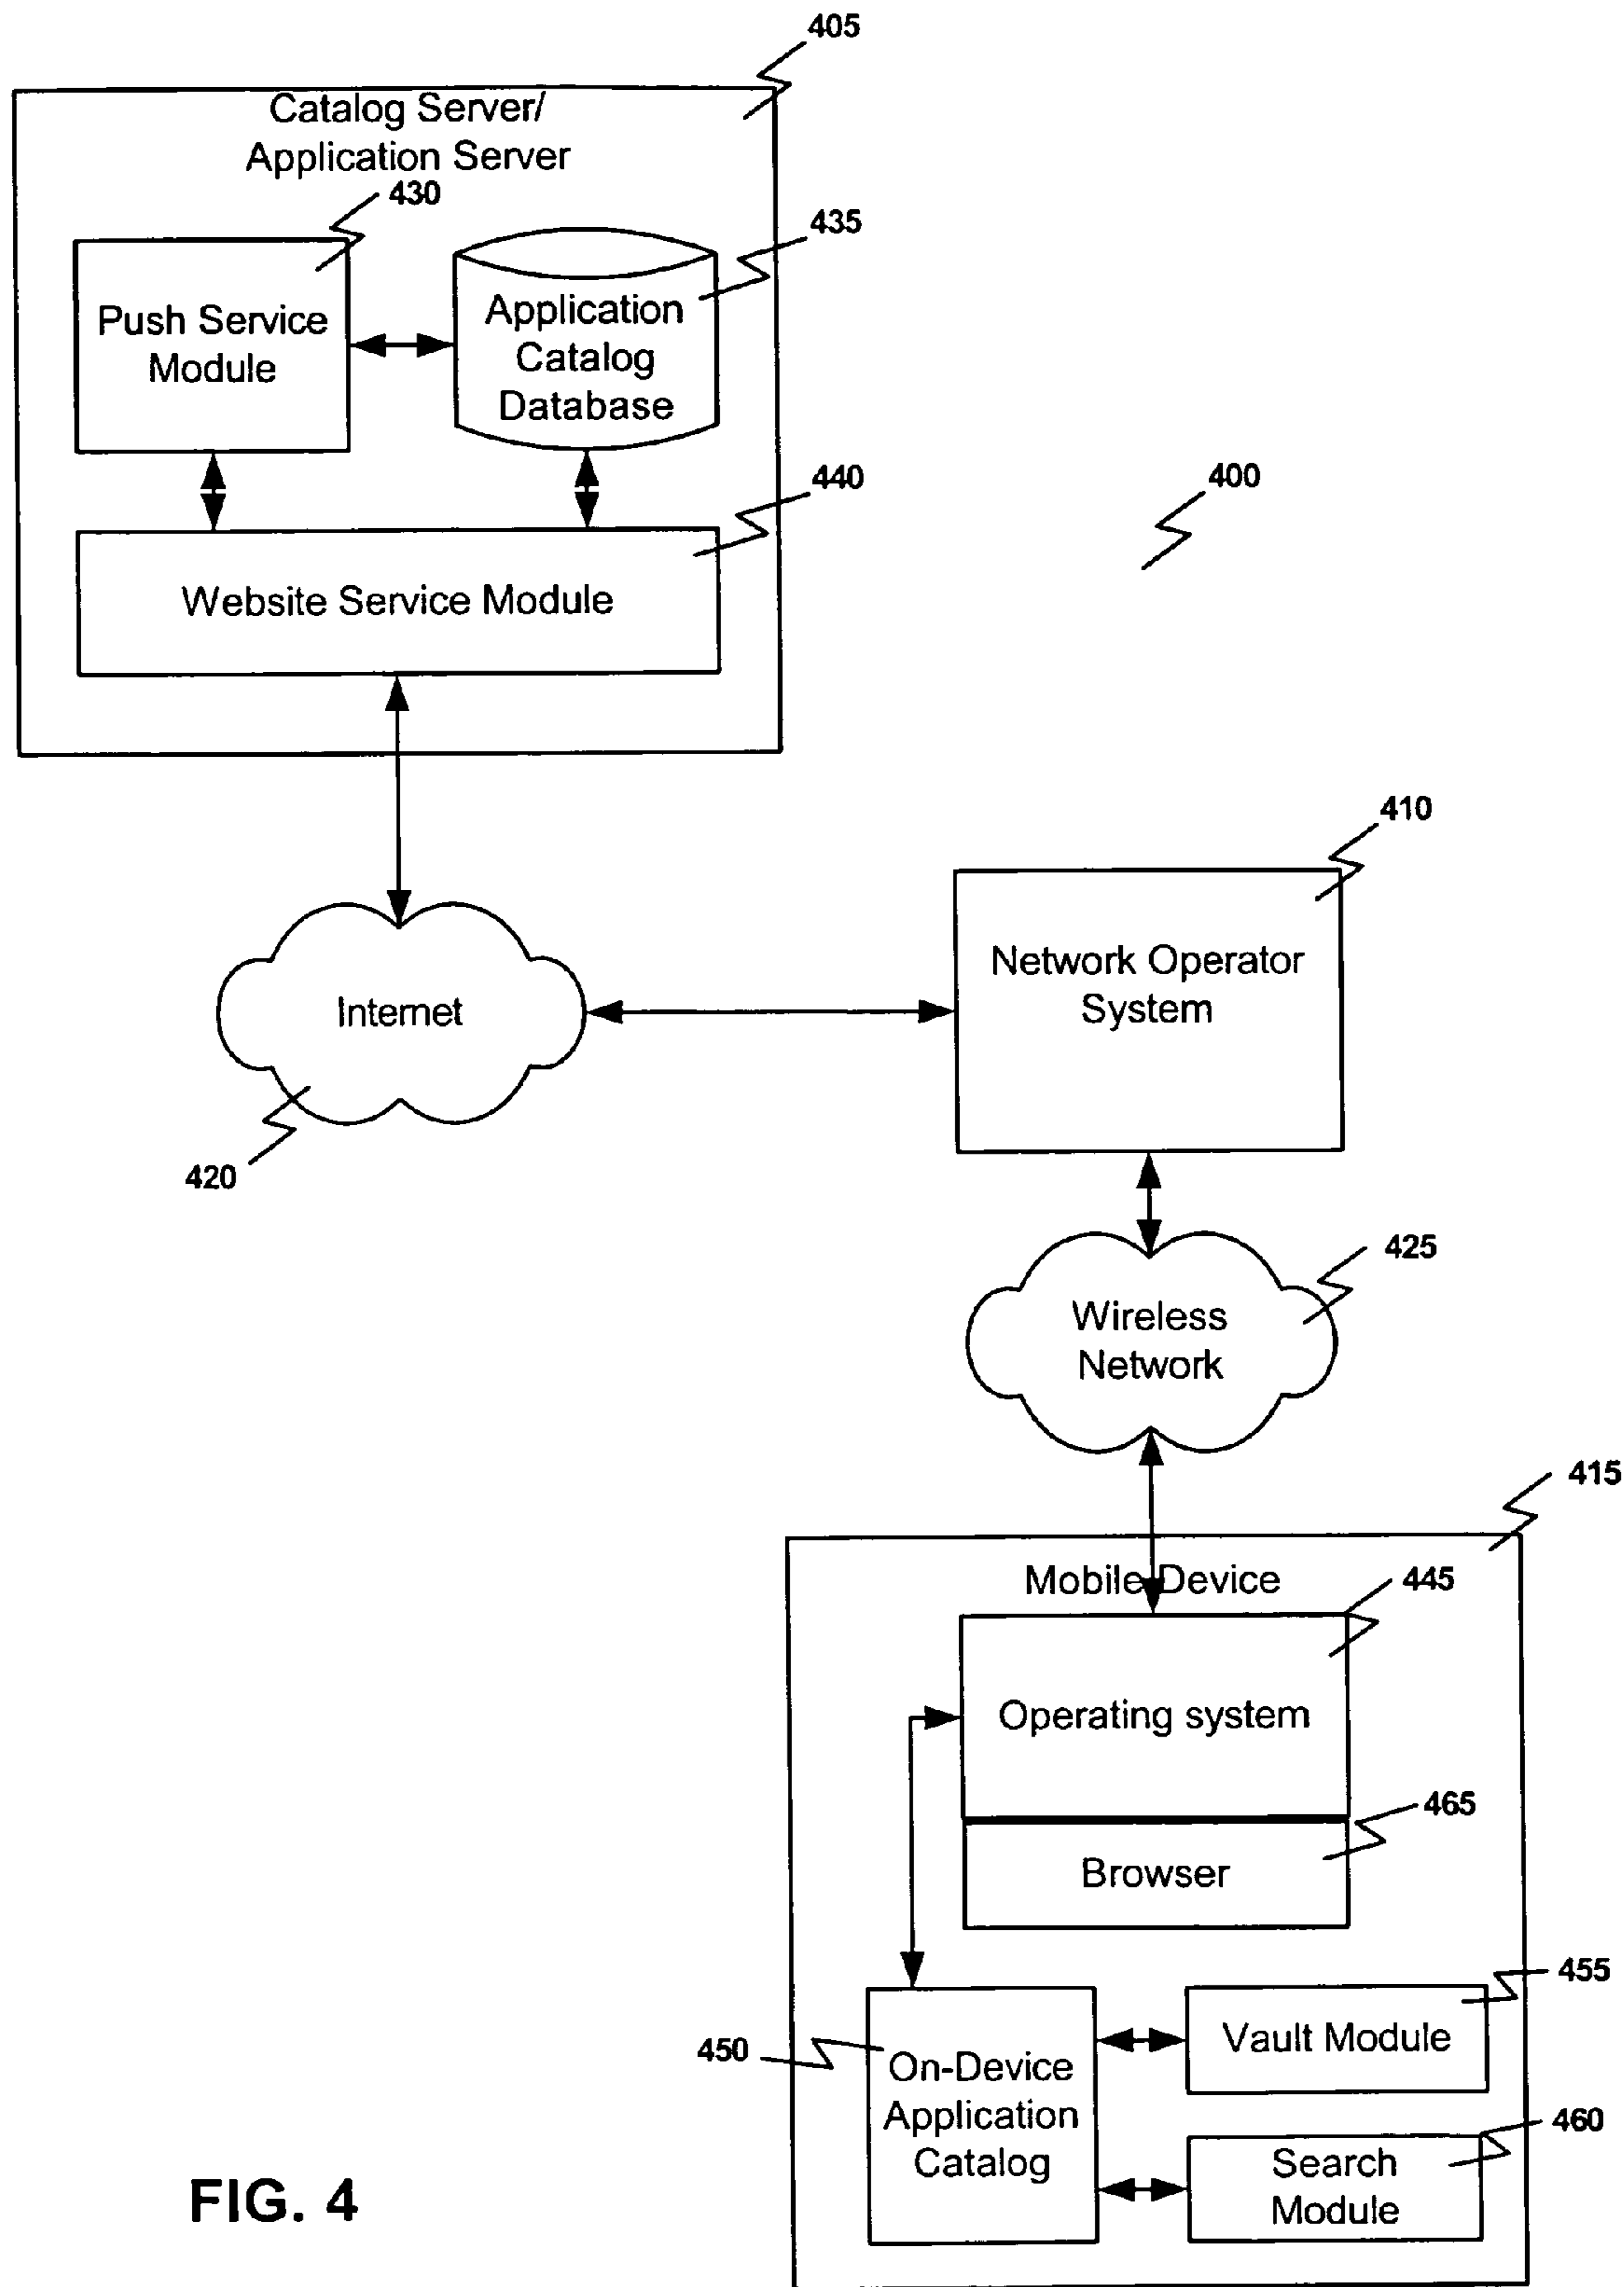 405
Catalog Server/
Application Server
430
435
Push Service
Module
Application
Catalog
Database
440
400
Website Service Module
410
Network Operator
System
Internet
420
425
Wireless
Network
415
Mobile Device
445
Operating system
465
Browser
455
450
Vault Module
On-Device
Application
Catalog
460
Search
Module
FIG. 4